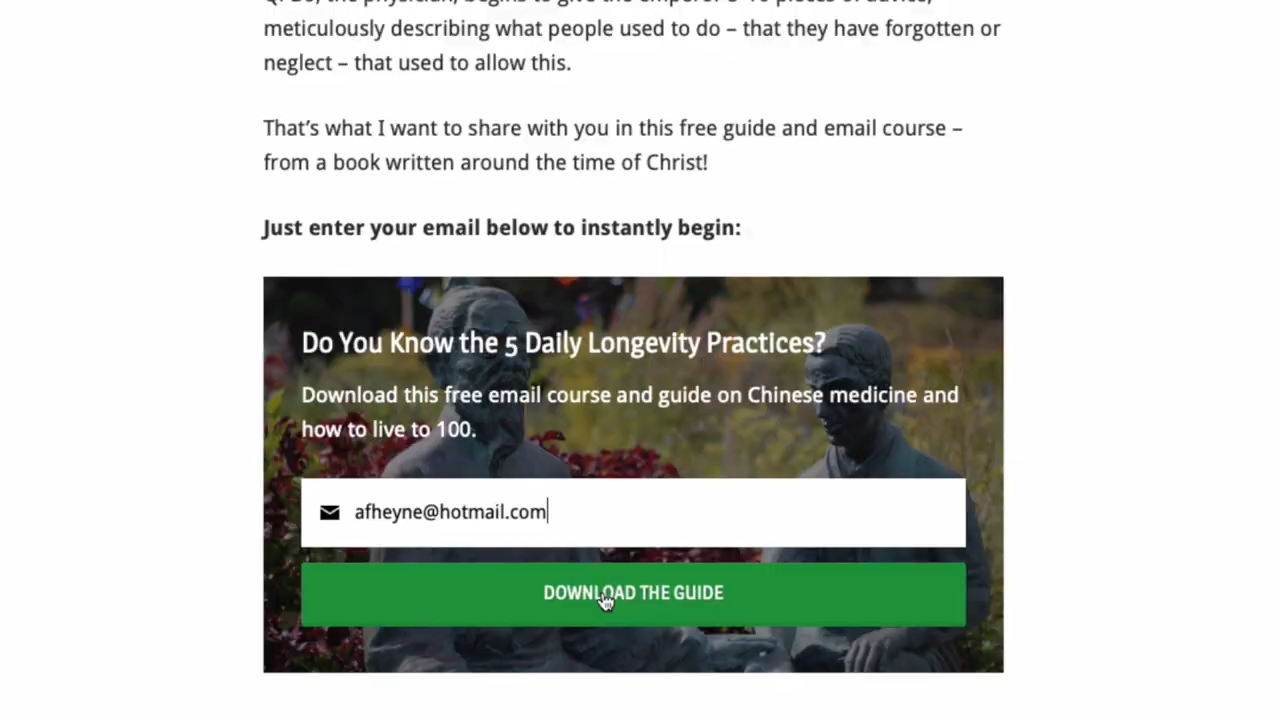 meticulously describing what people used to do – that they have forgotten or
neglect – that used to allow this.
That’s what I want to share with you in this free guide and email course –
from a book written around the time of Christ!
Just enter your email below to instantly begin:
Do You Know the 5 Daily Longevity Practices?
Download this free email course and guide on Chinese medicine and
how to live to 100.
afheyne@hotmail.com
DOWNLOAD THE GUIDE